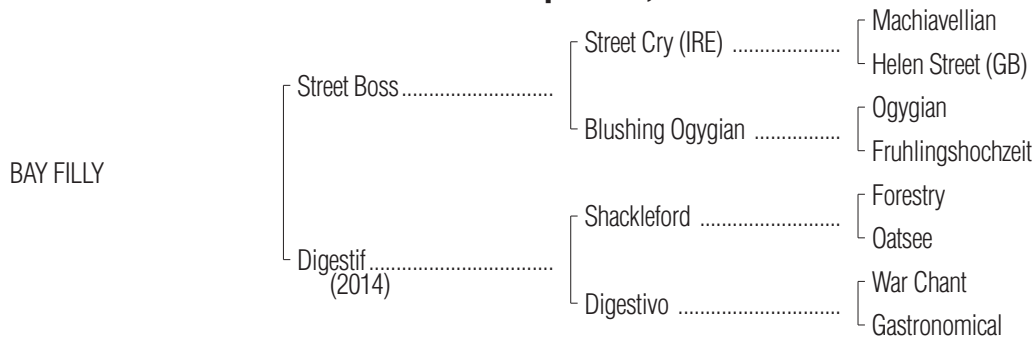 Machiavellian
Street Cry (IRE) ....................
Helen Street (GB)
Street Boss ............................
Ogygian
Blushing Ogygian ................
Fruhlingshochzeit
BAY FILLY
Forestry
Shackleford ..........................
Oatsee
Digestif ..................................
(2014)
War Chant
Digestivo ..............................
Gastronomical